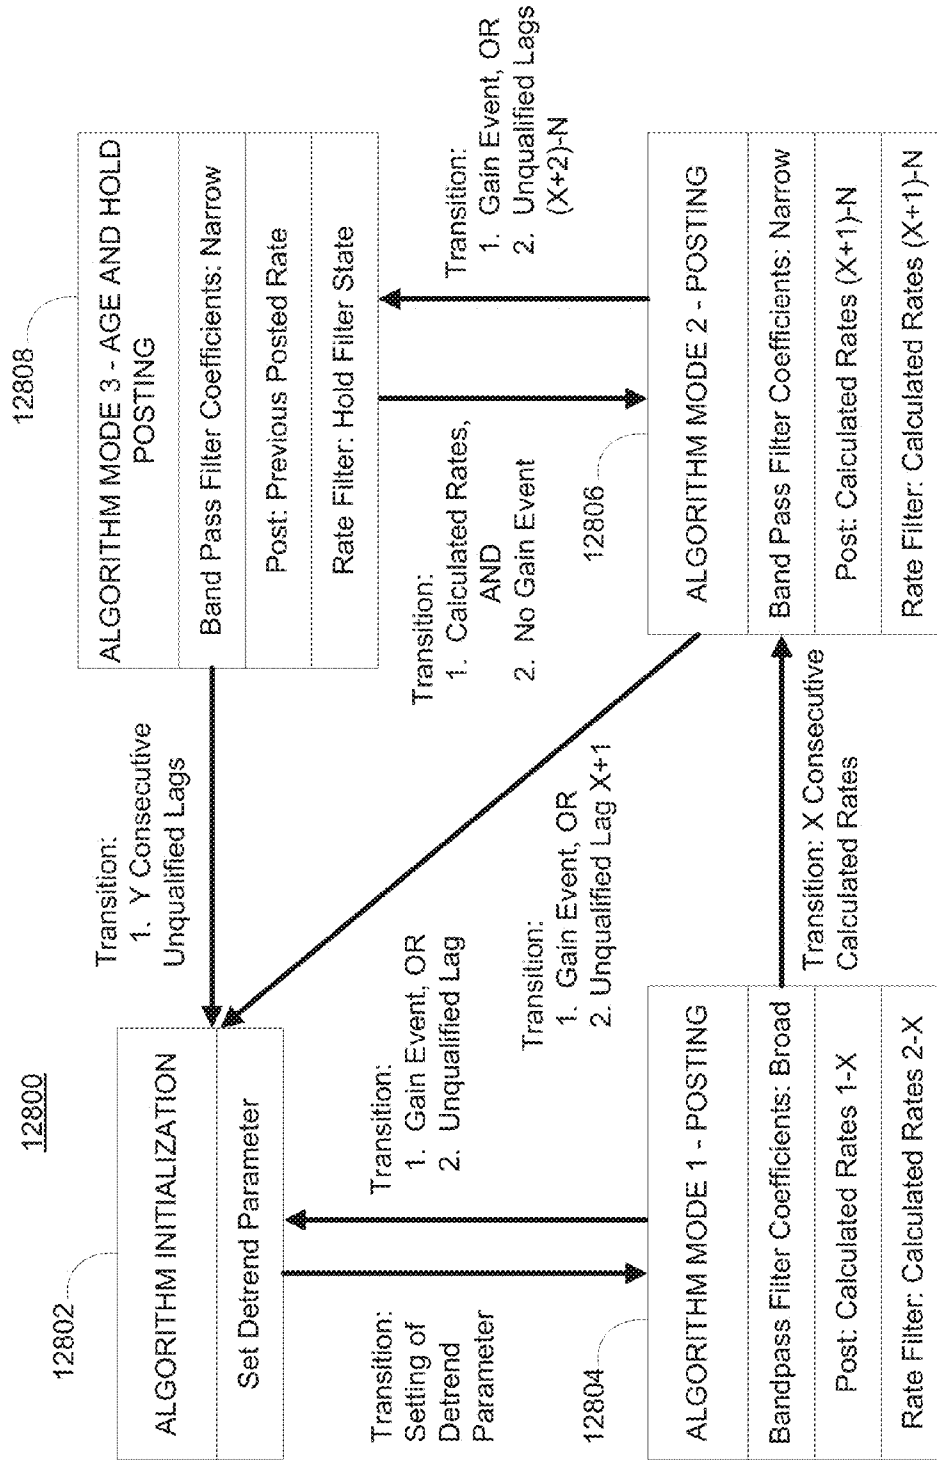 12800
12802
ALGORITHM INITIALIZATION
Set Detrend Parameter
Transition:
1. Y Consecutive
Unqualified Lags
12808
ALGORITHM MODE 3 - AGE AND HOLD
POSTING
Band Pass Filter Coefficients: Narrow
Post: Previous Posted Rate
Rate Filter: Hold Filter State
Transition:
Setting of
Detrend
Parameter
Transition:
1. Gain Event, OR
2. Unqualified Lag
Transition:
1. Gain Event, OR
2. Unqualified Lag X+1
Transition:
1. Calculated Rates,
AND
2. No Gain Event
Transition:
1. Gain Event, OR
2. Unqualified Lags
(X+2)-N
12804
ALGORITHM MODE 1 - POSTING
Bandpass Filter Coefficients: Broad
Post: Calculated Rates 1-X
Rate Filter: Calculated Rates 2-X
Transition: X Consecutive
Calculated Rates
12806
ALGORITHM MODE 2 - POSTING
Band Pass Filter Coefficients: Narrow
Post: Calculated Rates (X+1)-N
Rate Filter: Calculated Rates (X+1)-N